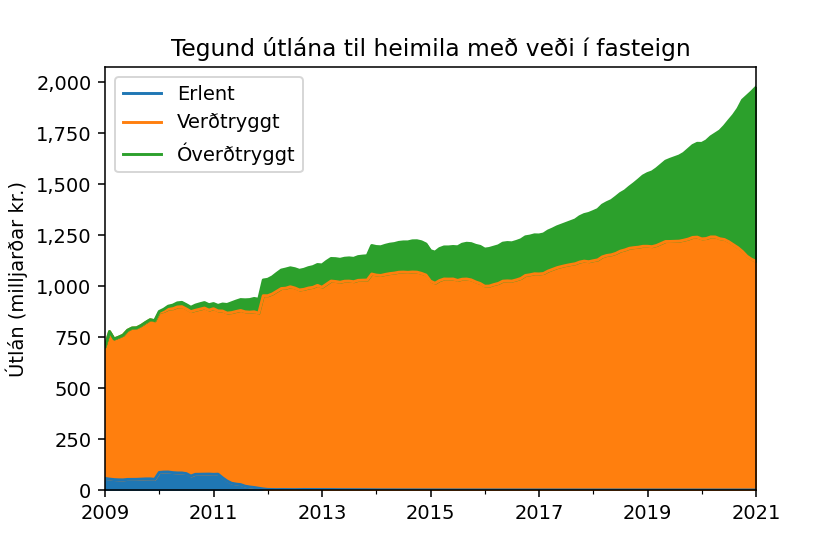 Tegund útlána til heimila með veði í fasteign
Útlán (milljarðar kr.)
2,000
1,750
1,500
1,250
1,000
750
500
250
0
Erlent
Verðtryggt
Óverðtryggt
2009 2011 2013 2015 2017 2019 2021